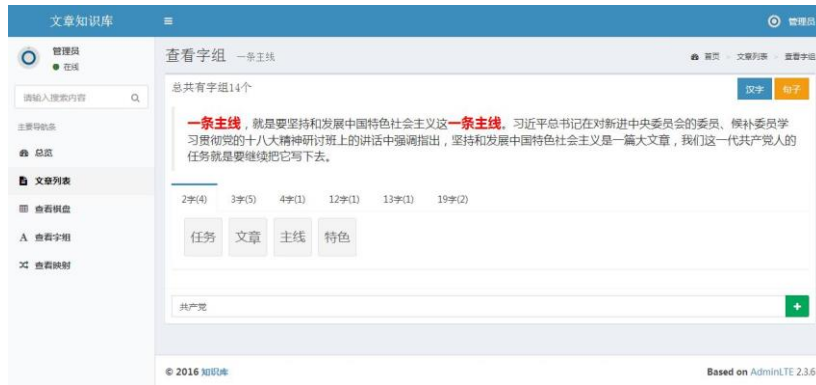 文章知识库
管理员
管理员
在线
请输入搜索内容
主要导航条
总览
文章列表
查看棋盘
A 查看字组
查看映射
查看字组 一条主线
首页 > 文章列表 > 查看字组
总共有字组14个
汉字 句子
一条主线，就是要坚持和发展中国特色社会主义这一条主线。习近平总书记在对新进中央委员会的委员、候补委员学
习贯彻党的十八大精神研讨班上的讲话中强调指出，坚持和发展中国特色社会主义是一篇大文章，我们这一代共产党人的
任务就是要继续把它写下去。
2字(4) 3字(5) 4字(1) 12字(1) 13字(1) 19字(2)
任务 文章 主线 特色
共产党
© 2016 知识库
Based on AdminLTE 2.3.6